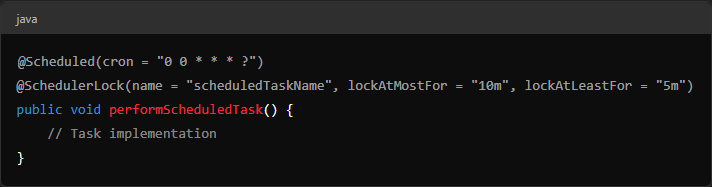 java
@Scheduled(cron = "0 0 * * * ?")
@SchedulerLock(name = "scheduledTaskName", lockAtMostFor = "10m", lockAtLeastFor = "5m")
public void performScheduledTask() {
    // Task implementation
}